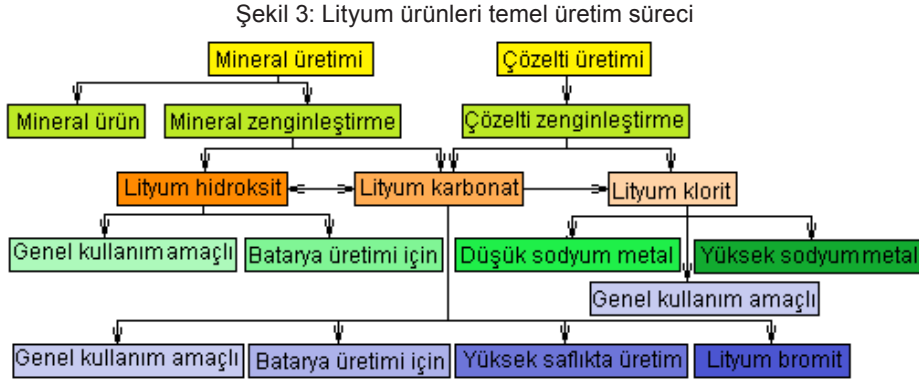 Şekil 3: Lityum ürünleri temel üretim süreci
Mineral üretimi
Çözelti üretimi
Mineral ürün
Mineral zenginleştirme
Çözelti zenginleştirme
Lityum hidroksit
Lityum karbonat
Lityum klorit
Genel kullanım amaçlı
Batarya üretimi için
Düşük sodyum metal
Yüksek sodyum metal
Genel kullanım amaçlı
Genel kullanım amaçlı
Batarya üretimi için
Yüksek saflıkta üretim
Lityum bromit